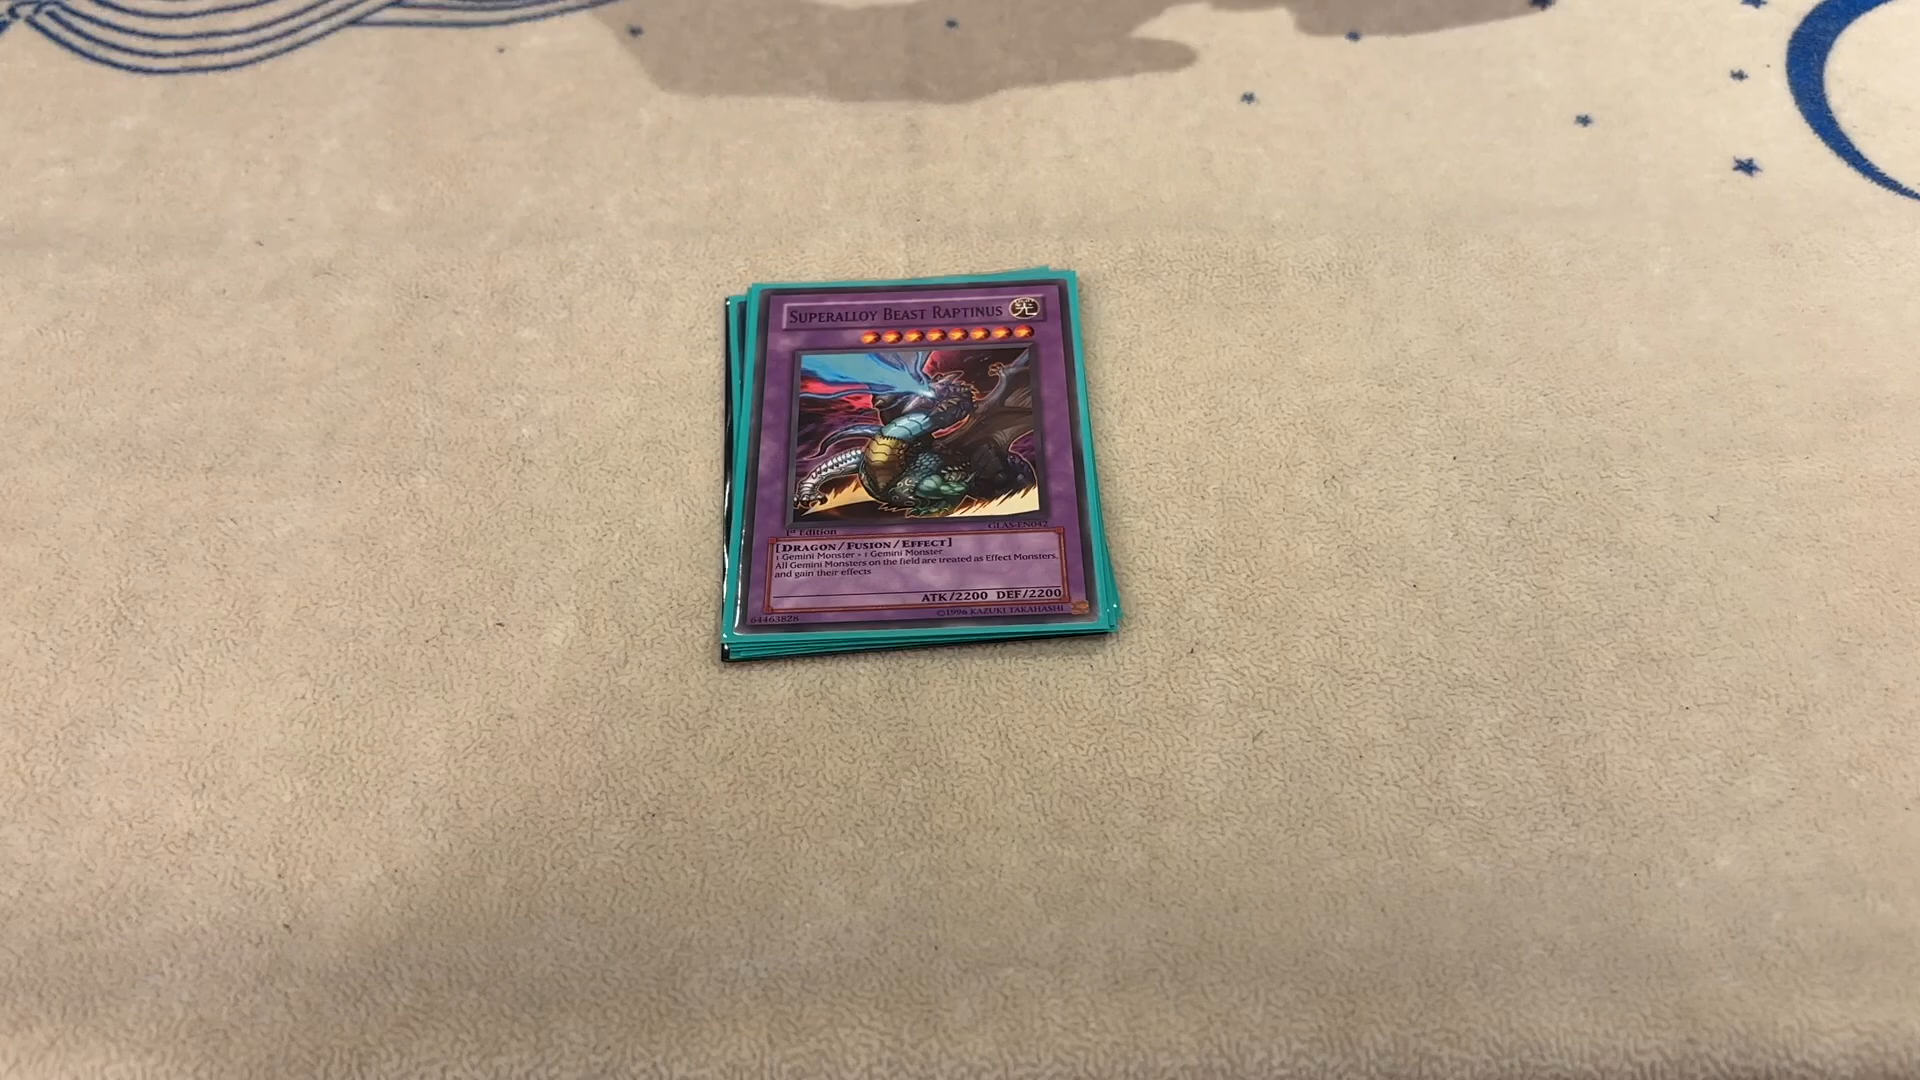 SUPERALLOY BEAST RAPTINUS 光
1st Edition GLAS-EN042
[DRAGON/FUSION/EFFECT]
1 Gemini Monster + 1 Gemini Monster
All Gemini Monsters on the field are treated as Effect Monsters,
and gain their effects
ATK/2200 DEF/2200
64463828 ©1996 KAZUKI TAKAHASHI